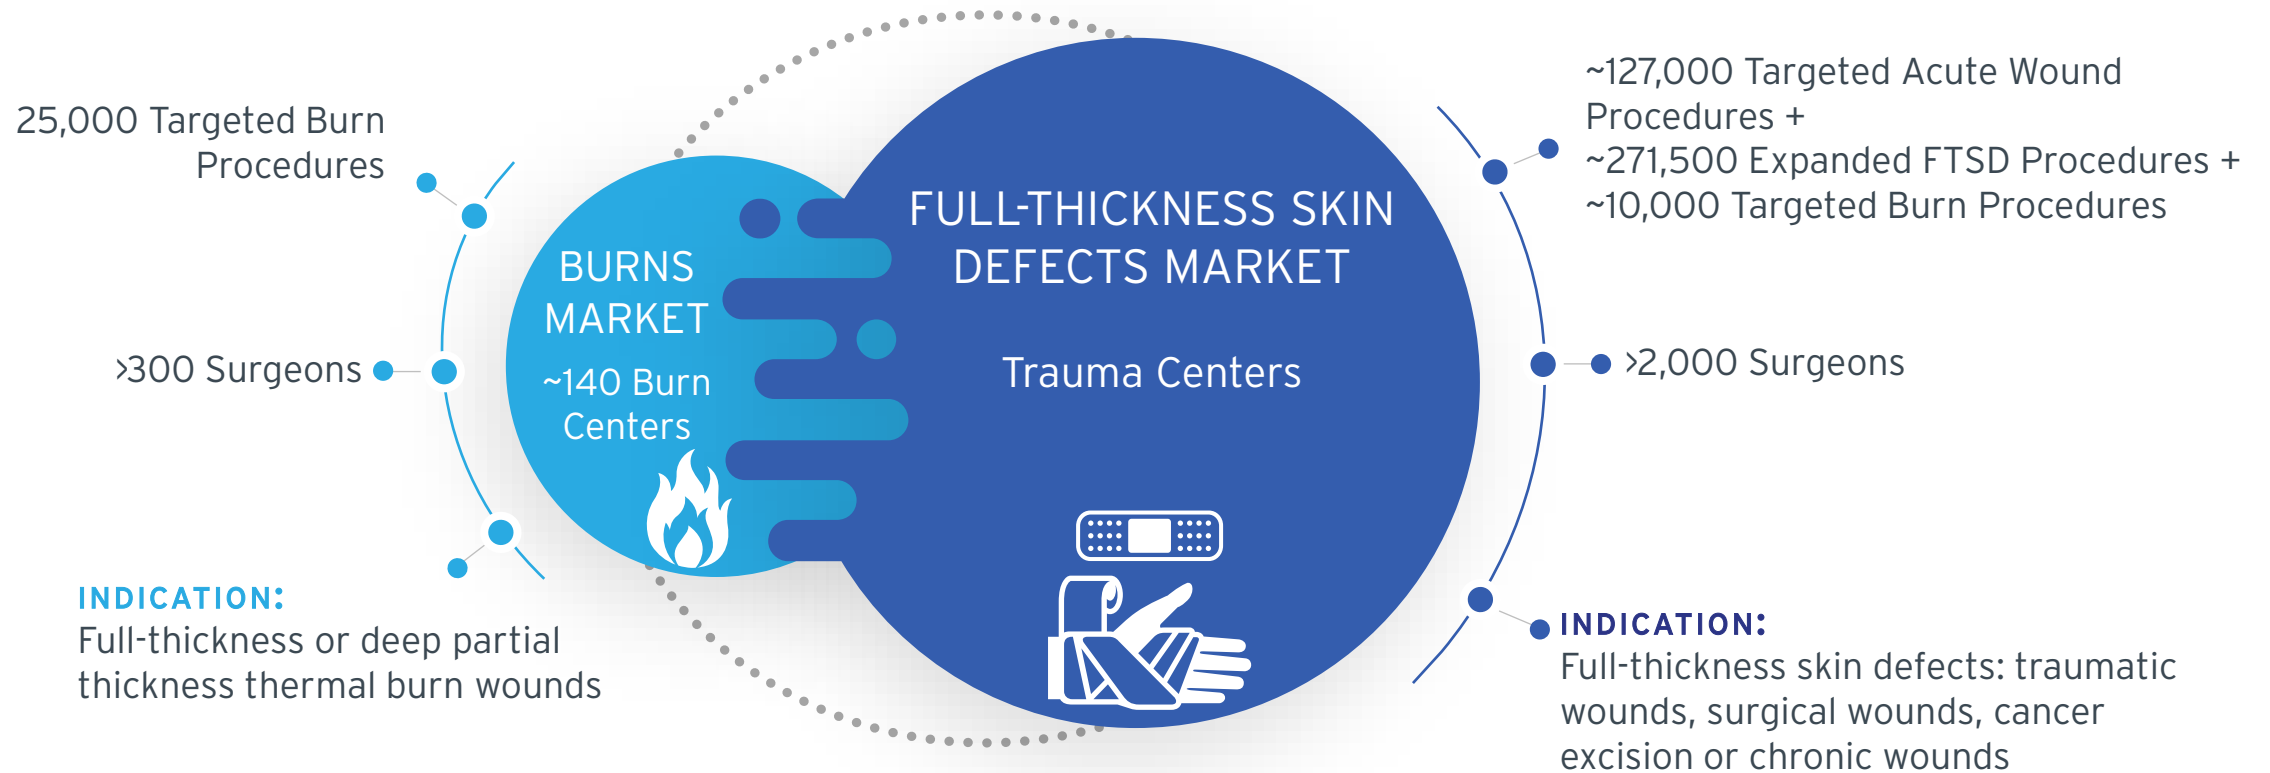 25,000 Targeted Burn
Procedures
>300 Surgeons
INDICATION:
Full-thickness or deep partial
thickness thermal burn wounds
BURNS
MARKET
~140 Burn
Centers
FULL-THICKNESS SKIN
DEFECTS MARKET
Trauma Centers
~127,000 Targeted Acute Wound
Procedures +
~271,500 Expanded FTSD Procedures +
~10,000 Targeted Burn Procedures
>2,000 Surgeons
INDICATION:
Full-thickness skin defects: traumatic
wounds, surgical wounds, cancer
excision or chronic wounds